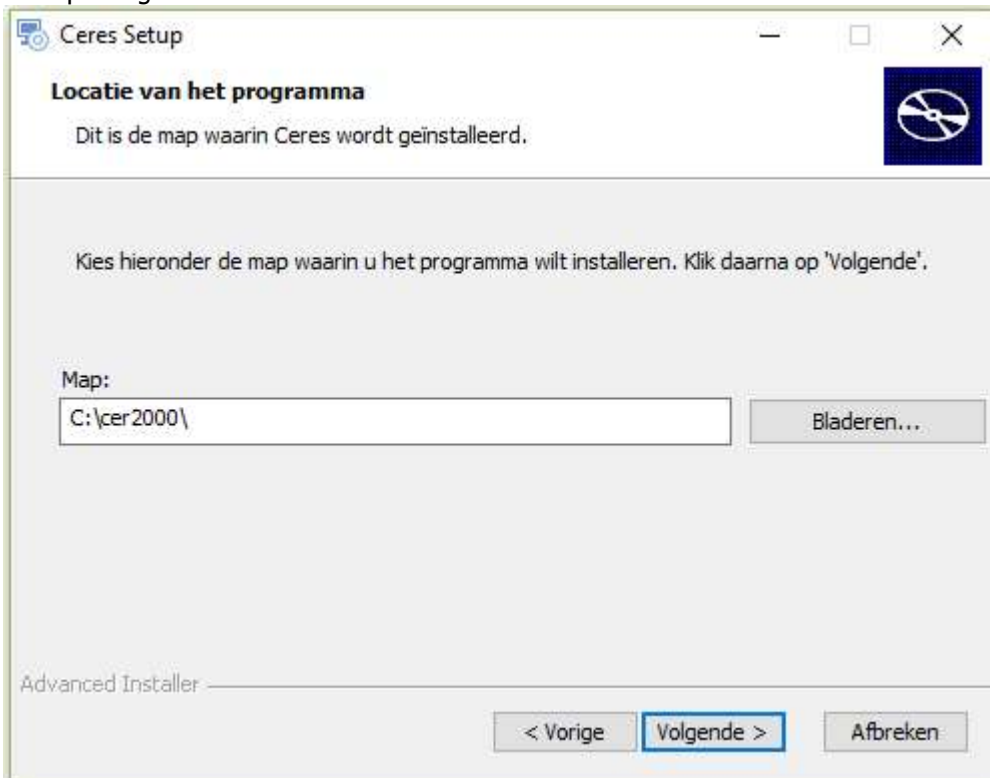 Ceres Setup
Locatie van het programma
Dit is de map waarin Ceres wordt geïnstalleerd.
Kies hieronder de map waarin u het programma wilt installeren. Klik daarna op 'Volgende'.
Map:
C:\cer2000\
Bladeren...
Advanced Installer
< Vorige
Volgende >
Afbreken